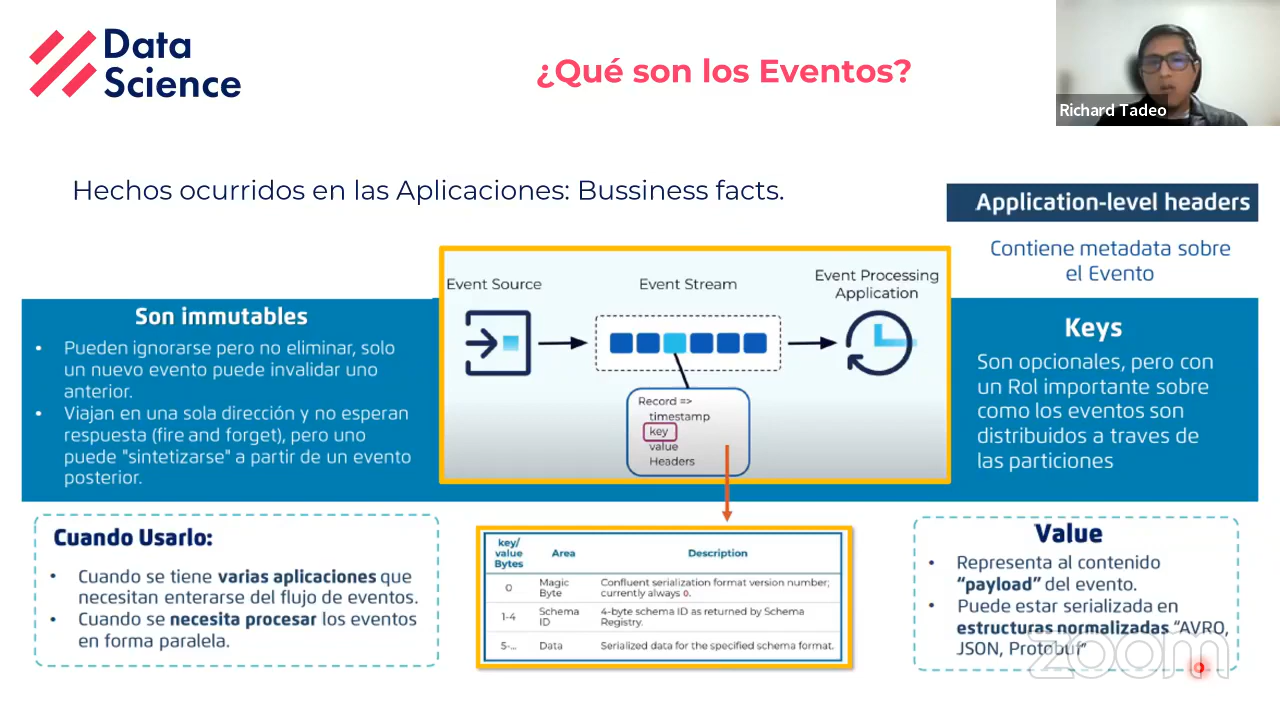 Data
Science
¿Qué son los Eventos?
Richard Tadeo
Hechos ocurridos en las Aplicaciones: Bussiness facts.
Application-level headers
Contiene metadata sobre
el Evento
Son immutables
• Pueden ignorarse pero no eliminar, solo
un nuevo evento puede invalidar uno
anterior.
• Viajan en una sola dirección y no esperan
respuesta (fire and forget), pero uno
puede "sintetizarse" a partir de un evento
posterior.
Event Source
Event Stream
Event Processing
Application
Record =>
timestamp
key
value
Headers
Keys
Son opcionales, pero con
un Rol importante sobre
como los eventos son
distribuidos a traves de
las particiones
Cuando Usarlo:
• Cuando se tiene varias aplicaciones que
necesitan enterarse del flujo de eventos.
• Cuando se necesita procesar los eventos
en forma paralela.
key/
value
Bytes
Area
Description
0
Magic
Byte
Confluent serialization format version number;
currently always 0.
1-4
Schema
ID
4-byte schema ID as returned by Schema
Registry.
5-...
Data
Serialized data for the specified schema format.
Value
• Representa al contenido
“payload” del evento.
• Puede estar serializada en
estructuras normalizadas “AVRO,
JSON, Protobuf”
zoom